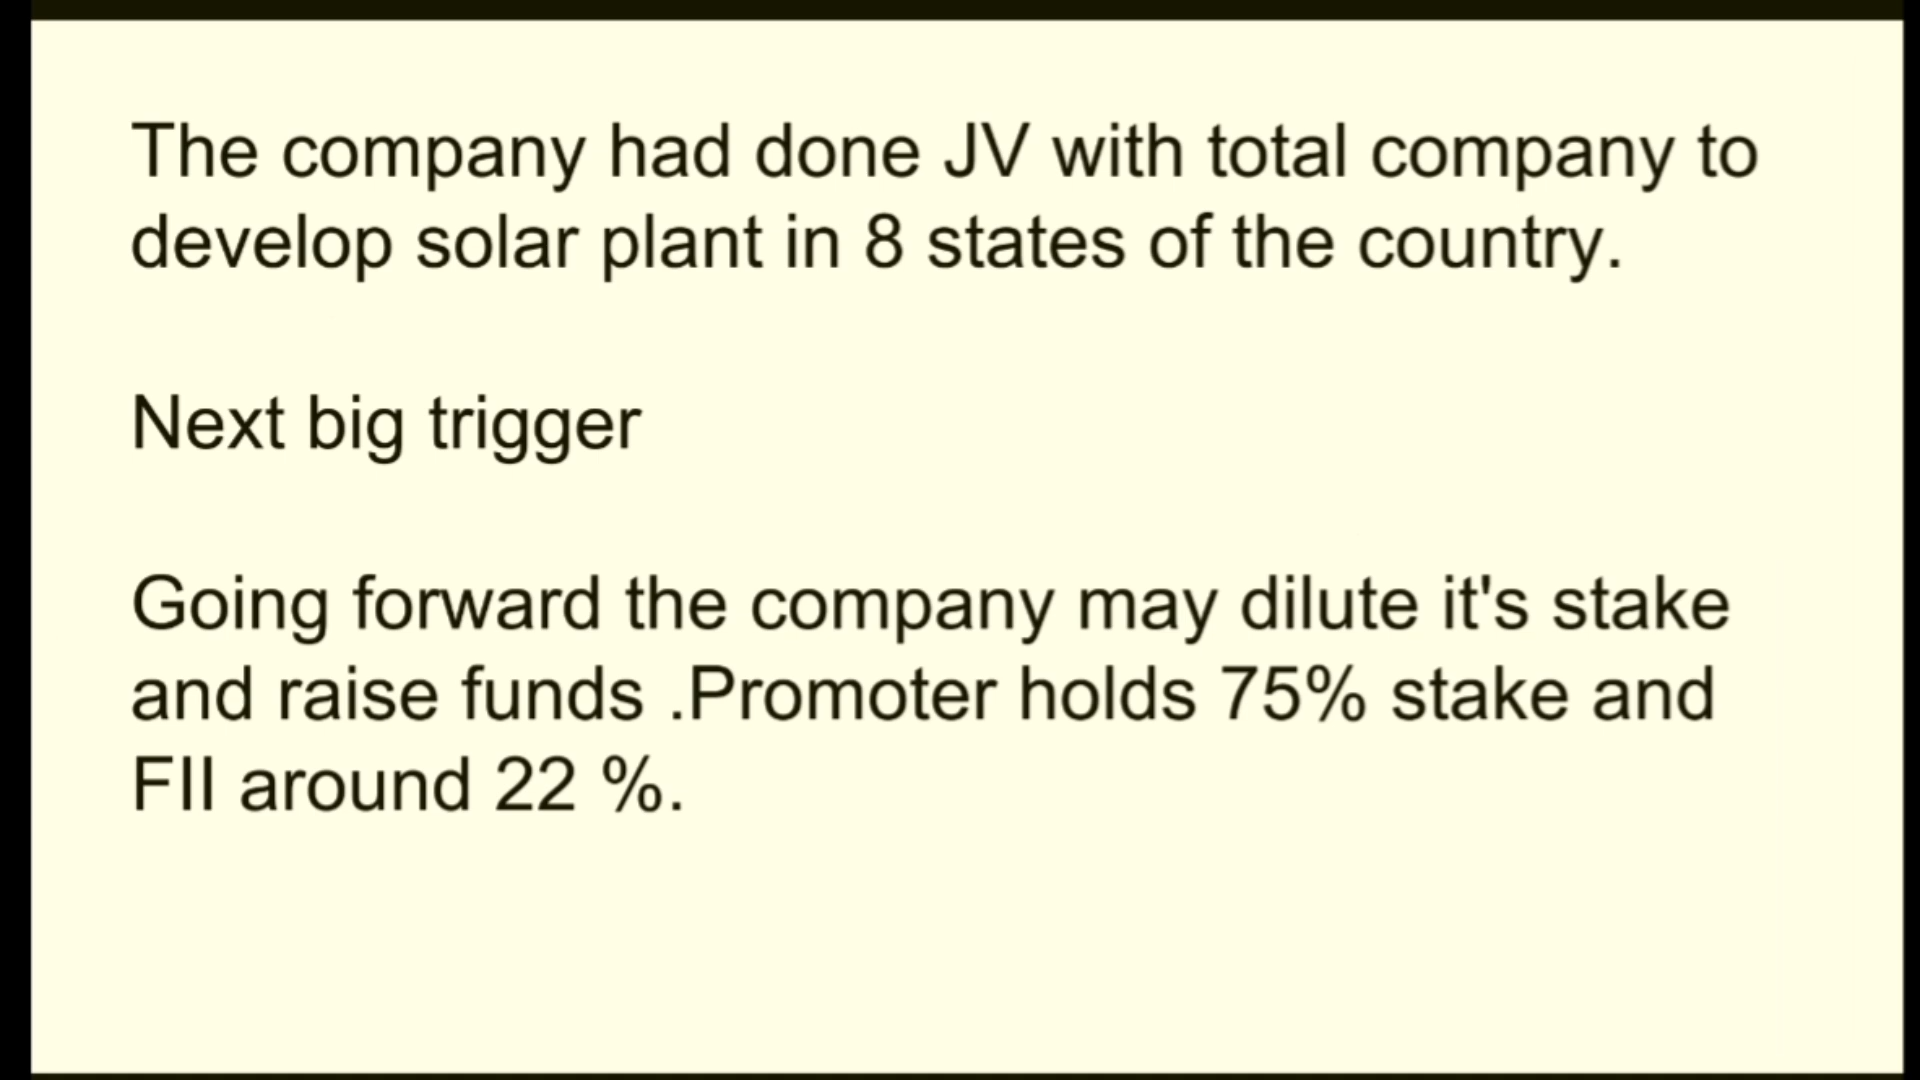 The company had done JV with total company to
develop solar plant in 8 states of the country.
Next big trigger
Going forward the company may dilute it's stake
and raise funds .Promoter holds 75% stake and
FII around 22 %.